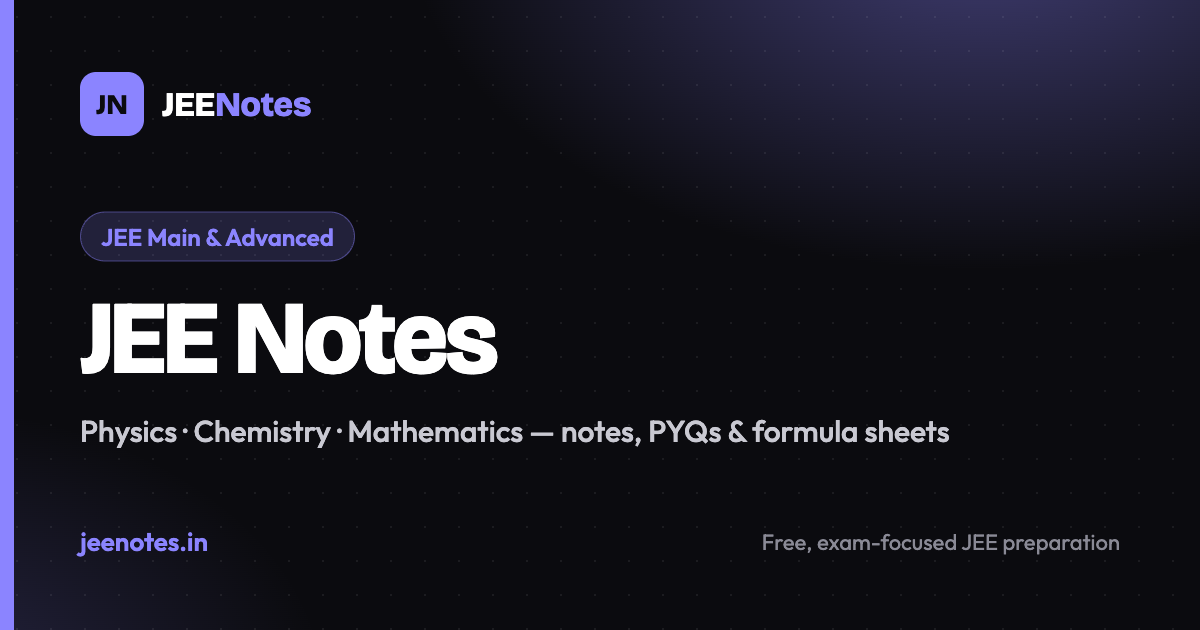 JN
JEENotes
JEE Main & Advanced
JEE Notes
Physics · Chemistry · Mathematics — notes, PYQs & formula sheets
jeenotes.in
Free, exam-focused JEE preparation